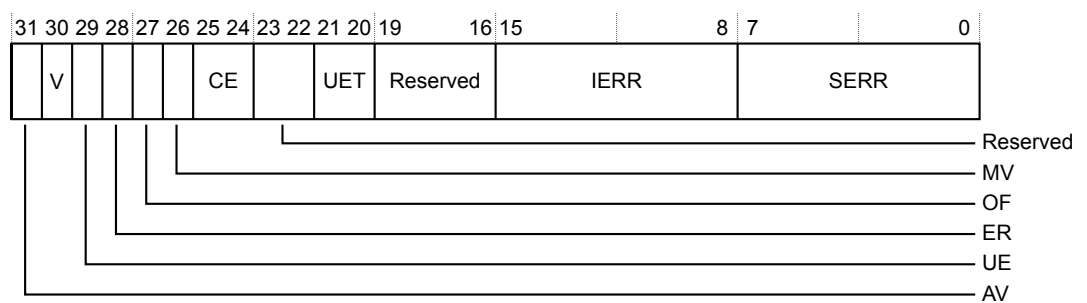 31 30 29 28 27 26 25 24 23 22 21 20 19 16 15 8 7 0
V CE UET Reserved IERR SERR
Reserved
MV
OF
ER
UE
AV